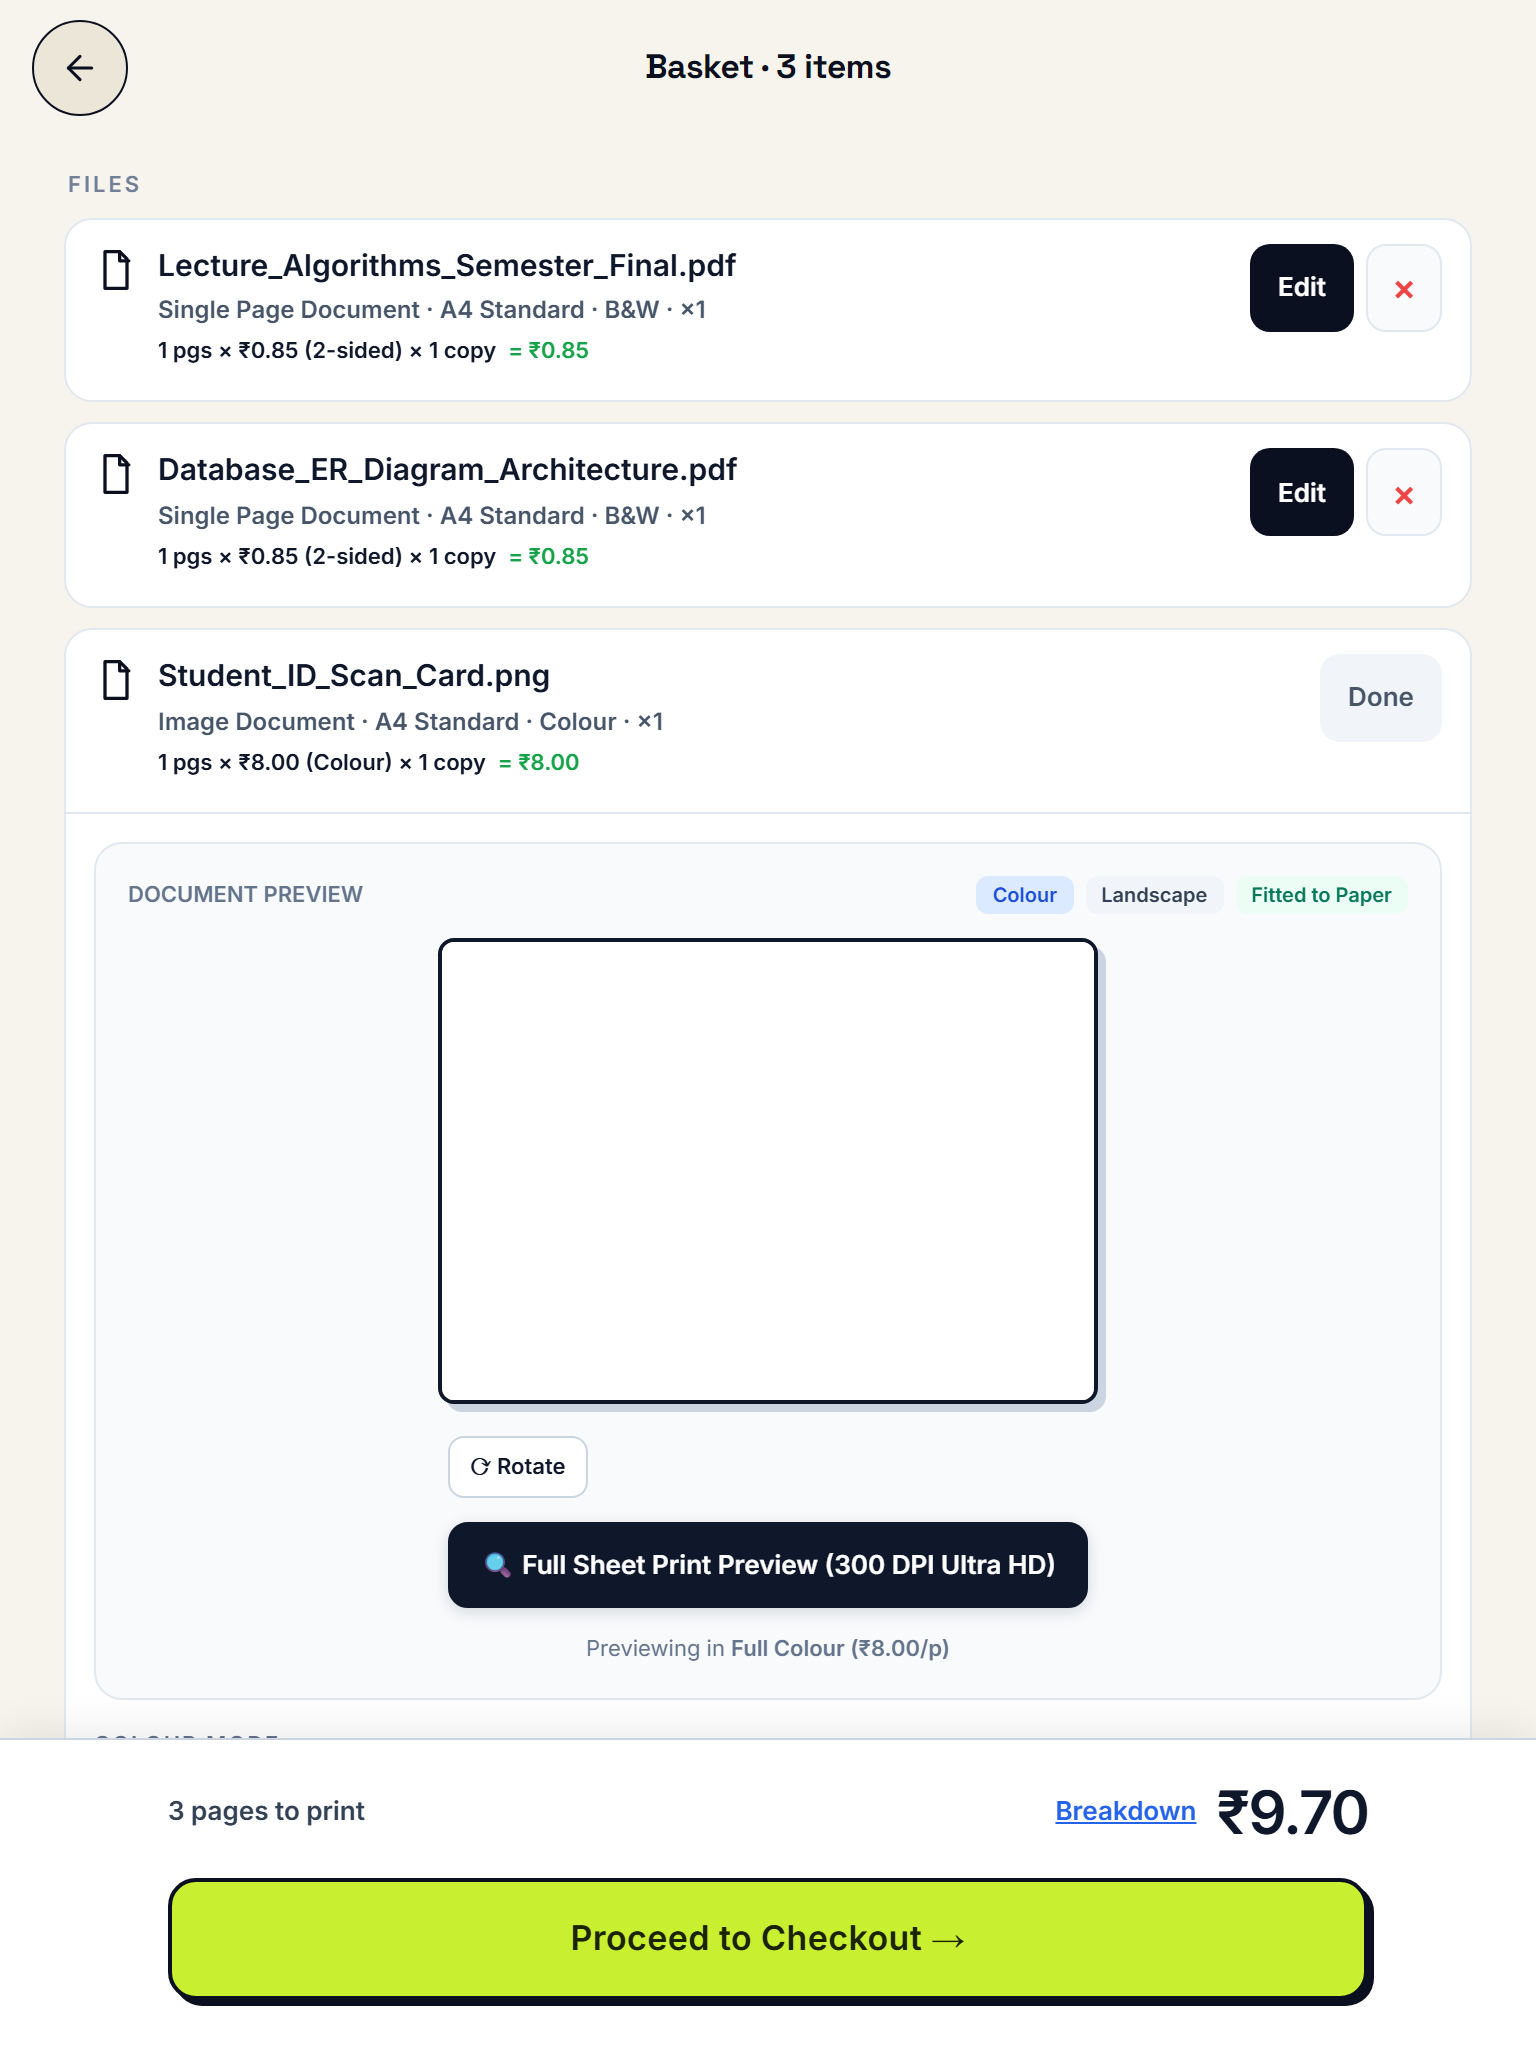 Basket · 3 items
FILES
Lecture_Algorithms_Semester_Final.pdf
Single Page Document · A4 Standard · B&W · ×1
1 pgs × ₹0.85 (2-sided) × 1 copy = ₹0.85
Edit
×
Database_ER_Diagram_Architecture.pdf
Single Page Document · A4 Standard · B&W · ×1
1 pgs × ₹0.85 (2-sided) × 1 copy = ₹0.85
Edit
×
Student_ID_Scan_Card.png
Image Document · A4 Standard · Colour · ×1
1 pgs × ₹8.00 (Colour) × 1 copy = ₹8.00
Done
DOCUMENT PREVIEW
Colour
Landscape
Fitted to Paper
⟳ Rotate
🔍 Full Sheet Print Preview (300 DPI Ultra HD)
Previewing in Full Colour (₹8.00/p)
COLOUR MODE
3 pages to print
Breakdown ₹9.70
Proceed to Checkout →